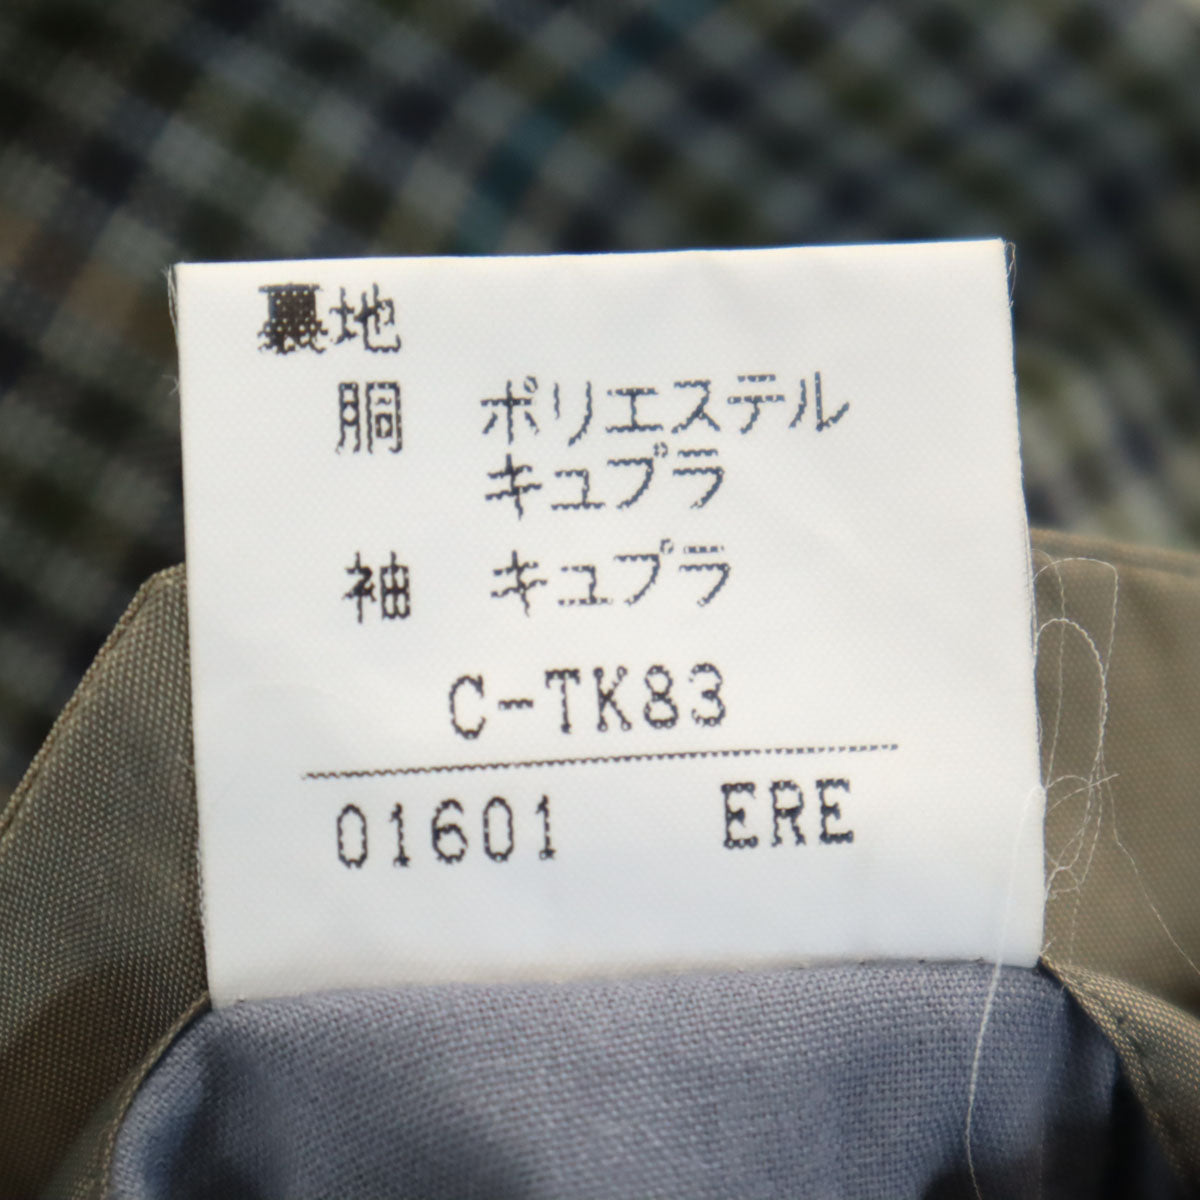 裏地
胴 ポリエステル
キュプラ
袖 キュプラ
C-TK83
01601 ERE